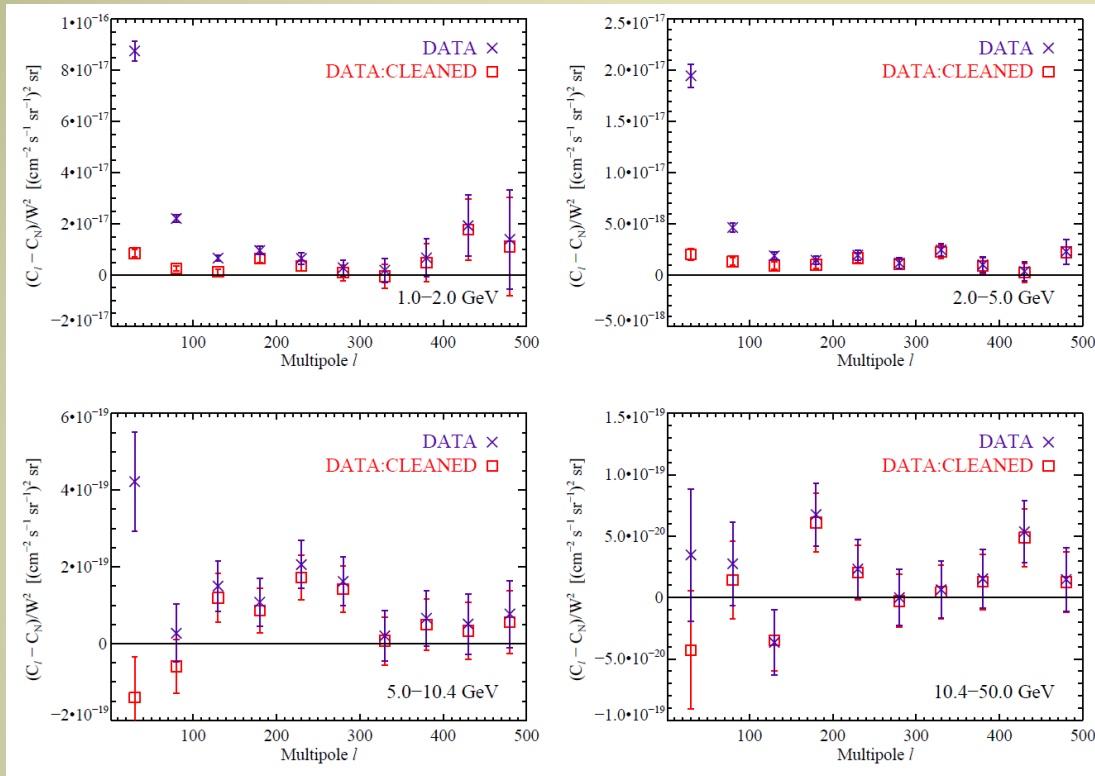 1•10⁻¹⁶
8•10⁻¹⁷
6•10⁻¹⁷
4•10⁻¹⁷
2•10⁻¹⁷
0
−2•10⁻¹⁷
(C_l − C_N)/W² [(cm⁻² s⁻¹ sr⁻¹)² sr]
DATA
DATA:CLEANED
1.0−2.0 GeV
100 200 300 400 500
Multipole l
2.5•10⁻¹⁷
2.0•10⁻¹⁷
1.5•10⁻¹⁷
1.0•10⁻¹⁷
5.0•10⁻¹⁸
0
−5.0•10⁻¹⁸
(C_l − C_N)/W² [(cm⁻² s⁻¹ sr⁻¹)² sr]
DATA
DATA:CLEANED
2.0−5.0 GeV
100 200 300 400 500
Multipole l
6•10⁻¹⁹
4•10⁻¹⁹
2•10⁻¹⁹
0
−2•10⁻¹⁹
(C_l − C_N)/W² [(cm⁻² s⁻¹ sr⁻¹)² sr]
DATA
DATA:CLEANED
5.0−10.4 GeV
100 200 300 400 500
Multipole l
1.5•10⁻¹⁹
1.0•10⁻¹⁹
5.0•10⁻²⁰
0
−5.0•10⁻²⁰
−1.0•10⁻¹⁹
(C_l − C_N)/W² [(cm⁻² s⁻¹ sr⁻¹)² sr]
DATA
DATA:CLEANED
10.4−50.0 GeV
100 200 300 400 500
Multipole l